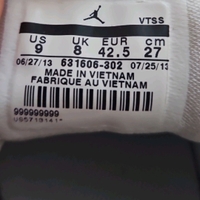 VTSS
US UK EUR cm
9 8 42.5 27
06/27/13 631606-302 07/25/13
MADE IN VIETNAM
FABRIQUE AU VIETNAM
999999999